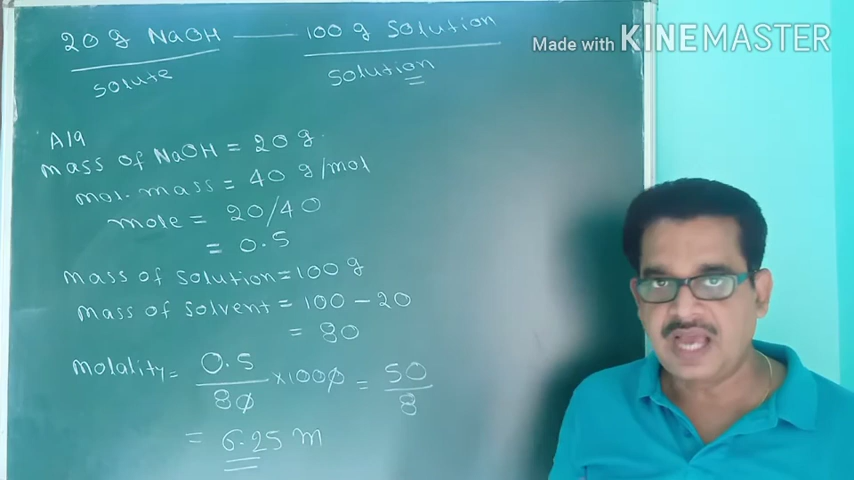 20 g NaOH —— 100 g Solution
Made with KINEMASTER
solute
Solution
A/q
mass of NaOH = 20 g.
mol. mass = 40 g/mol
mole = 20/40
= 0.5
mass of solution = 100 g
mass of solvent = 100 - 20
= 80
molality = 0.5/80 × 1000 = 50/8
= 6.25 m